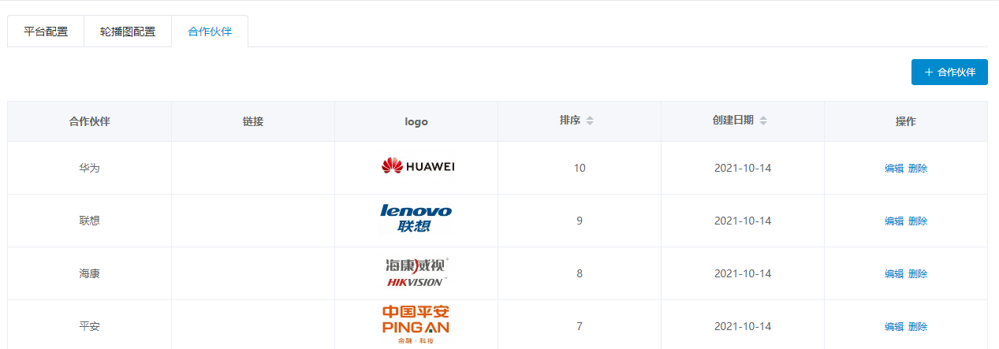 平台配置 轮播图配置 合作伙伴
+ 合作伙伴
合作伙伴 链接 logo 排序 创建日期 操作
华为 HUAWEI 10 2021-10-14 编辑 删除
联想 lenovo 联想 9 2021-10-14 编辑 删除
海康 海康威视 HIKVISION 8 2021-10-14 编辑 删除
平安 中国平安 PINGAN 金融·科技 7 2021-10-14 编辑 删除